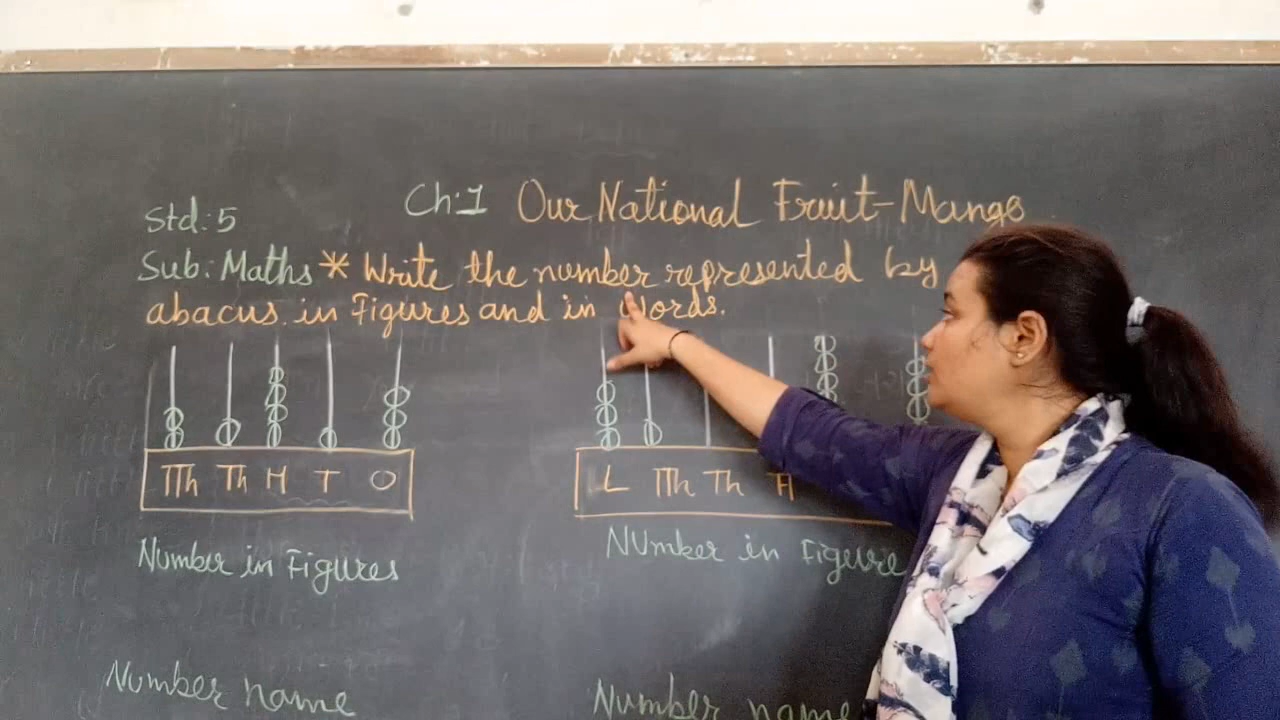 Ch:1 Our National Fruit-Mango
Std:5
Sub: Maths * Write the number represented by
abacus. in Figures and in Words.
TTh Th H T O
L TTh Th H
Number in Figures
Number in Figure
Number name
Number name